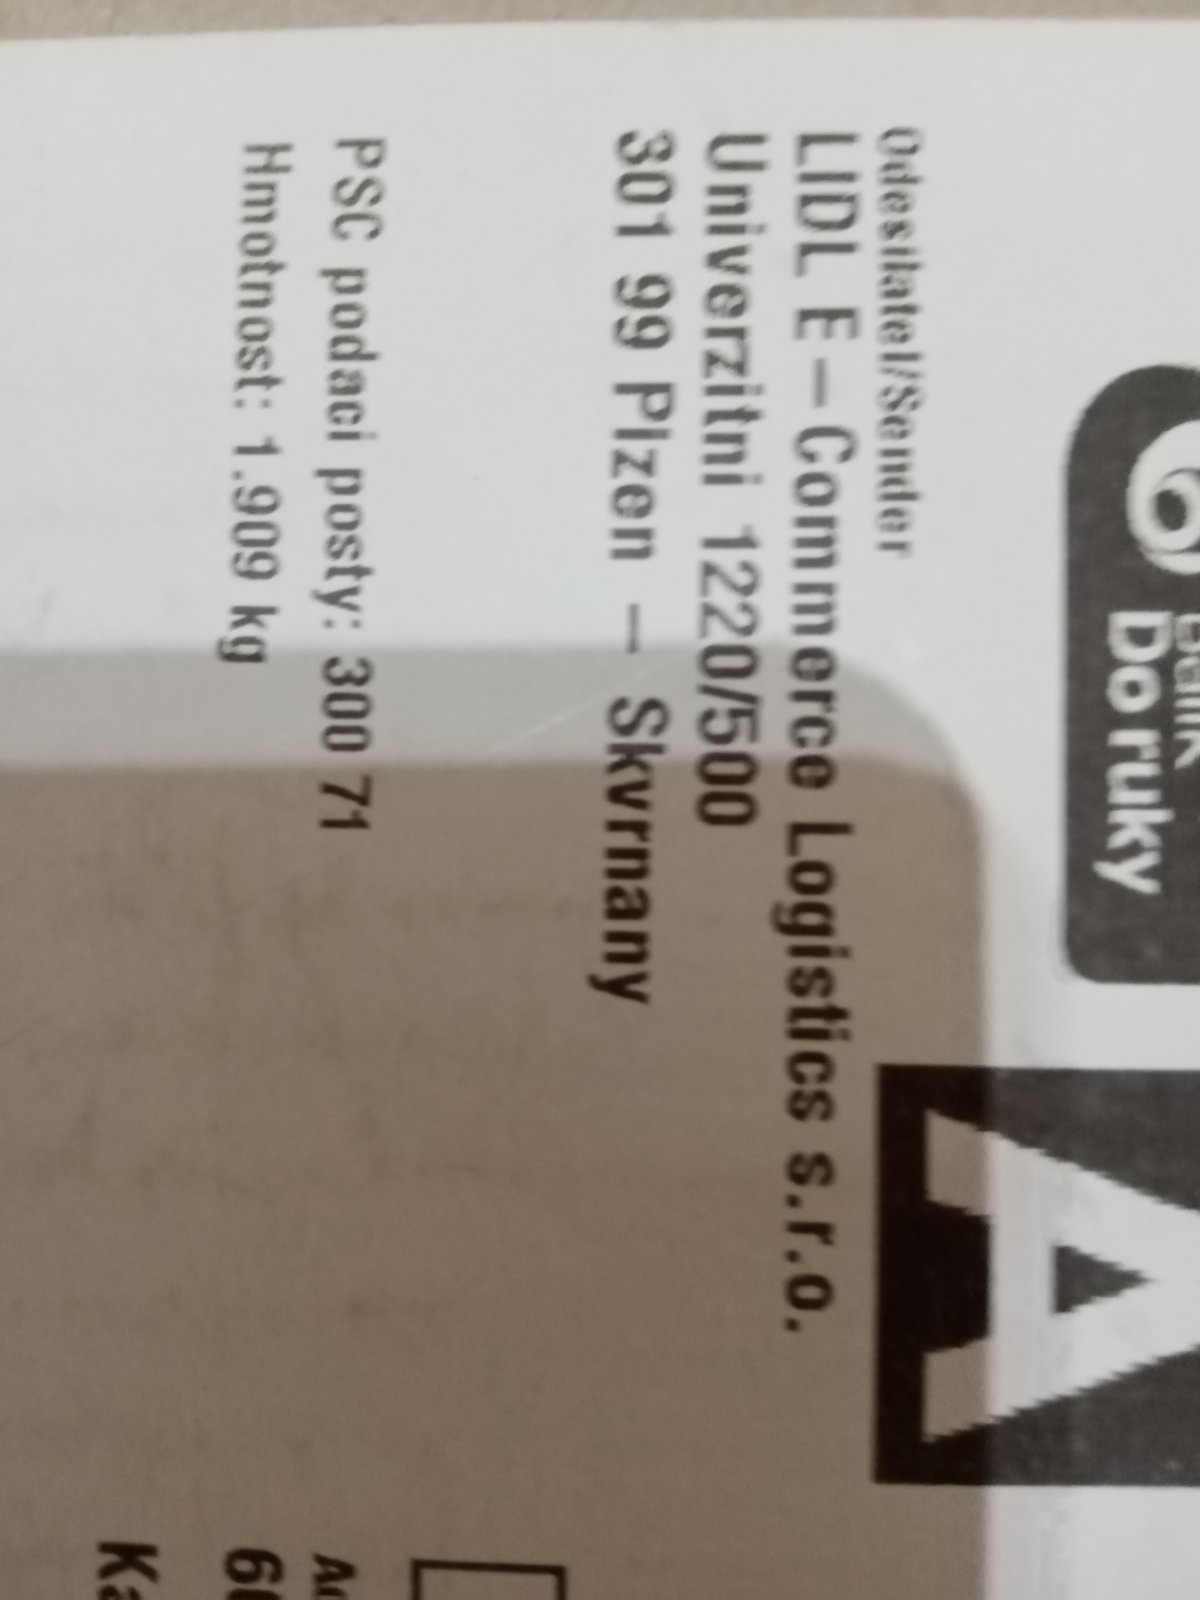 Balík
Do ruky
A
Odesilatel/Sender
LIDL E-Commerce Logistics s.r.o.
Univerzitni 1220/500
301 99 Plzen - Skvrnany
PSC podaci posty: 300 71
Hmotnost: 1.909 kg